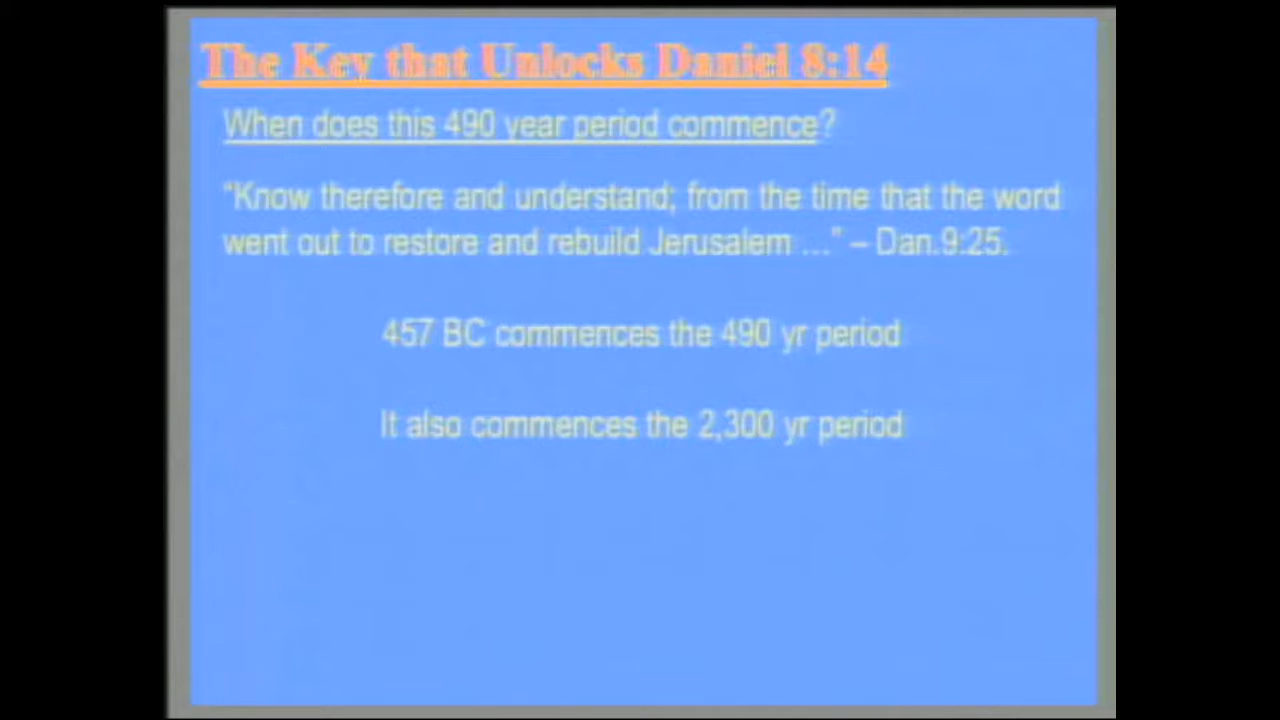 The Key that Unlocks Daniel 8:14
When does this 490 year period commence?
“Know therefore and understand; from the time that the word
went out to restore and rebuild Jerusalem ...” – Dan.9:25.
457 BC commences the 490 yr period
It also commences the 2,300 yr period